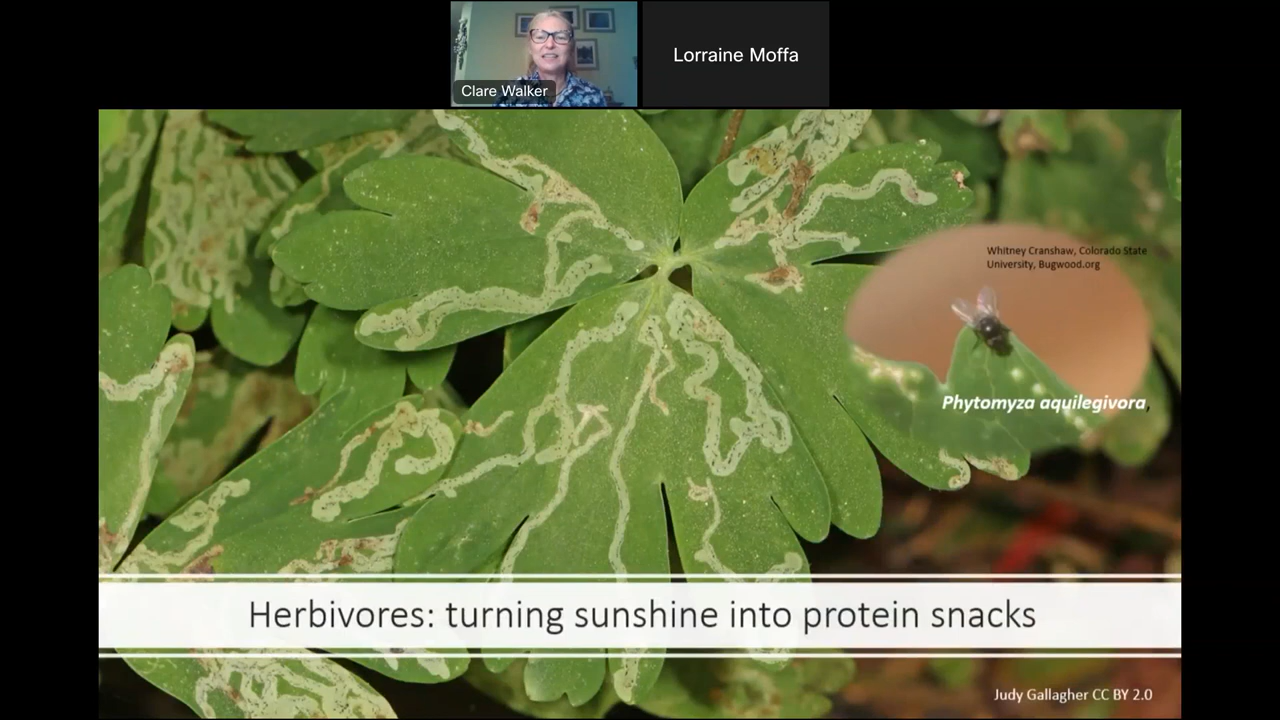 Clare Walker
Lorraine Moffa
Whitney Cranshaw, Colorado State
University, Bugwood.org
Phytomyza aquilegivora,
Herbivores: turning sunshine into protein snacks
Judy Gallagher CC BY 2.0